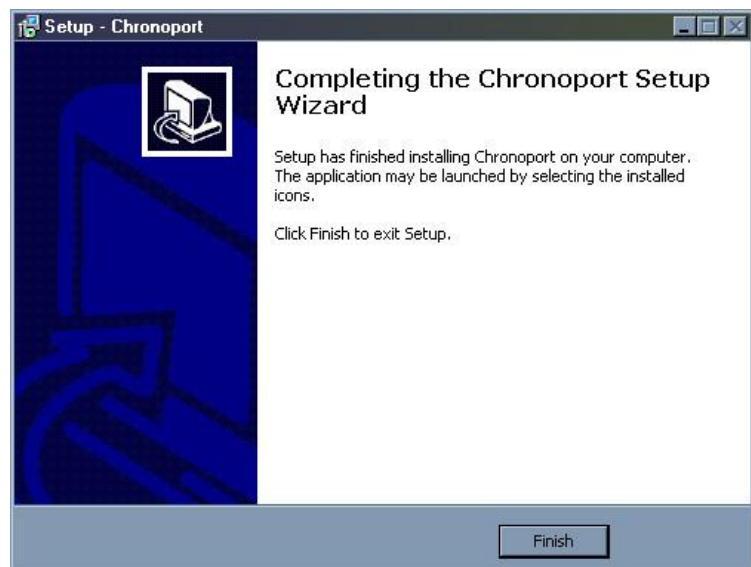 Setup - Chronoport
Completing the Chronoport Setup
Wizard
Setup has finished installing Chronoport on your computer.
The application may be launched by selecting the installed
icons.
Click Finish to exit Setup.
Finish